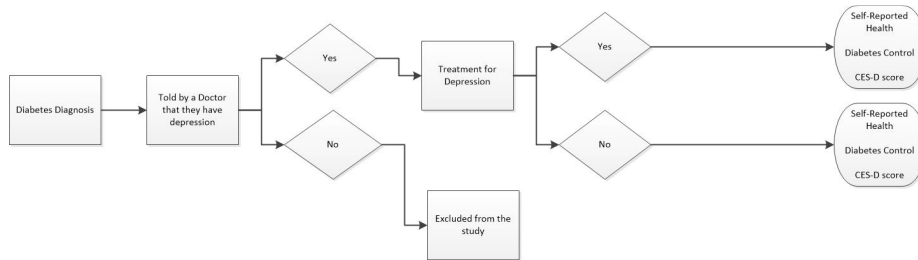 Diabetes Diagnosis
Told by a Doctor
that they have
depression
Yes
No
Treatment for
Depression
Excluded from the
study
Yes
No
Self-Reported
Health
Diabetes Control
CES-D score
Self-Reported
Health
Diabetes Control
CES-D score